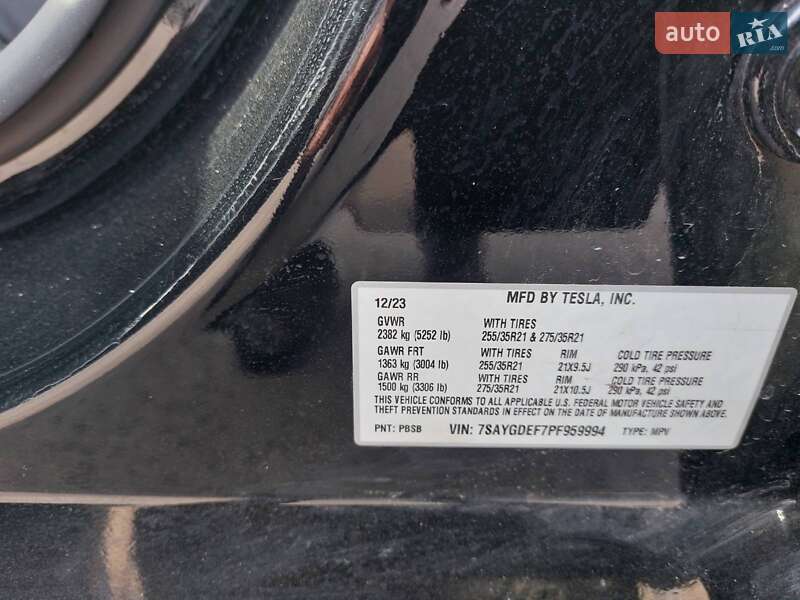 auto RIA
.com
12/23 MFD BY TESLA, INC.
GVWR WITH TIRES
2382 kg (5252 lb) 255/35R21 & 275/35R21
GAWR FRT WITH TIRES RIM COLD TIRE PRESSURE
1363 kg (3004 lb) 255/35R21 21X9.5J 290 kPa, 42 psi
GAWR RR WITH TIRES RIM COLD TIRE PRESSURE
1500 kg (3306 lb) 275/35R21 21X10.5J 290 kPa, 42 psi
THIS VEHICLE CONFORMS TO ALL APPLICABLE U.S. FEDERAL MOTOR VEHICLE SAFETY AND
THEFT PREVENTION STANDARDS IN EFFECT ON THE DATE OF MANUFACTURE SHOWN ABOVE.
PNT: PBSB VIN: 7SAYGDEF7PF959994 TYPE: MPV